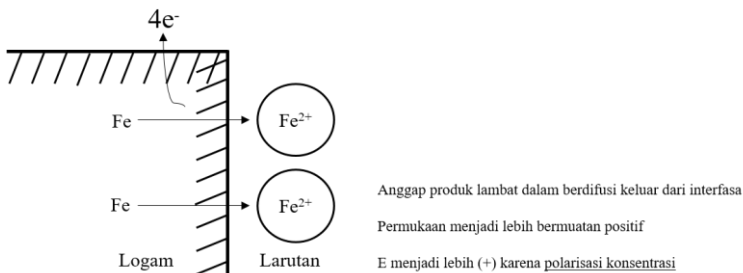 4e⁻
Fe
Fe²⁺
Fe
Fe²⁺
Logam
Larutan
Anggap produk lambat dalam berdifusi keluar dari interfasa
Permukaan menjadi lebih bermuatan positif
E menjadi lebih (+) karena polarisasi konsentrasi